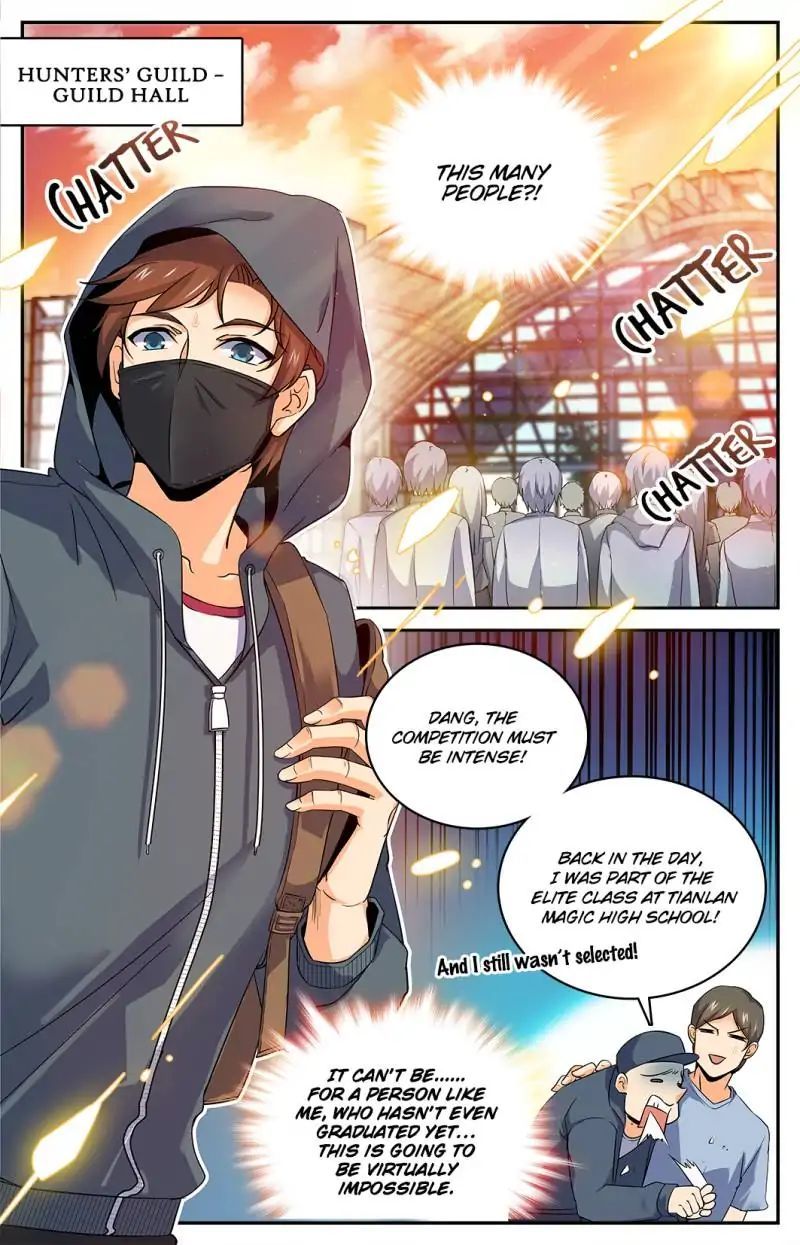 HUNTERS' GUILD –
GUILD HALL
CHATTER
THIS MANY
PEOPLE?!
CHATTER
CHATTER
DANG, THE
COMPETITION MUST
BE INTENSE!
BACK IN THE DAY,
I WAS PART OF THE
ELITE CLASS AT TIANLAN
MAGIC HIGH SCHOOL!
And I still wasn't selected!
IT CAN'T BE......
FOR A PERSON LIKE
ME, WHO HASN'T EVEN
GRADUATED YET...
THIS IS GOING TO
BE VIRTUALLY
IMPOSSIBLE.